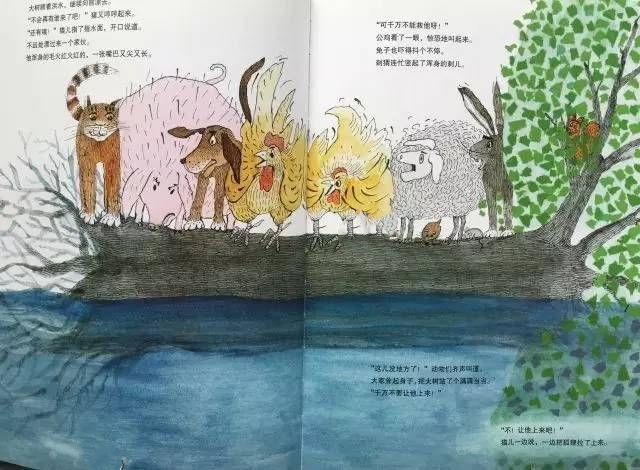 大树顺着洪水，继续向前漂去。
“不会再有谁来了吧！”猫又哼哼起来。
“还有哦！”猫儿指了指水面，开口说道。
不远处漂过来一个家伙。
他浑身的毛火红火红的，一张嘴巴又尖又长。
“可千万不能救他呀！”
公鸡看了一眼，惊恐地叫起来。
兔子也吓得抖个不停。
刺猬连忙竖起了浑身的刺儿。
“这儿没地方了！”动物们齐声叫道。
大家耸起身子，把大树站了个满满当当。
“千万不要让他上来！”
“不！让他上来吧！”
猫儿一边说，一边把狐狸拉了上来。